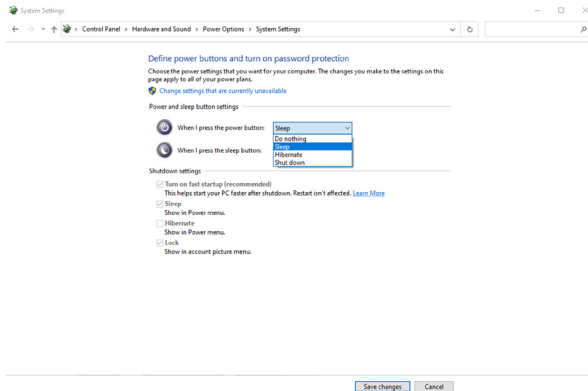 System Settings
Control Panel > Hardware and Sound > Power Options > System Settings
Define power buttons and turn on password protection
Choose the power settings that you want for your computer. The changes you make to the settings on this
page apply to all of your power plans.
Change settings that are currently unavailable
Power and sleep button settings
When I press the power button: Sleep
Do nothing
Sleep
When I press the sleep button:
Hibernate
Shut down
Shutdown settings
Turn on fast startup (recommended)
This helps start your PC faster after shutdown. Restart isn't affected. Learn More
Sleep
Show in Power menu.
Hibernate
Show in Power menu.
Lock
Show in account picture menu.
Save changes Cancel